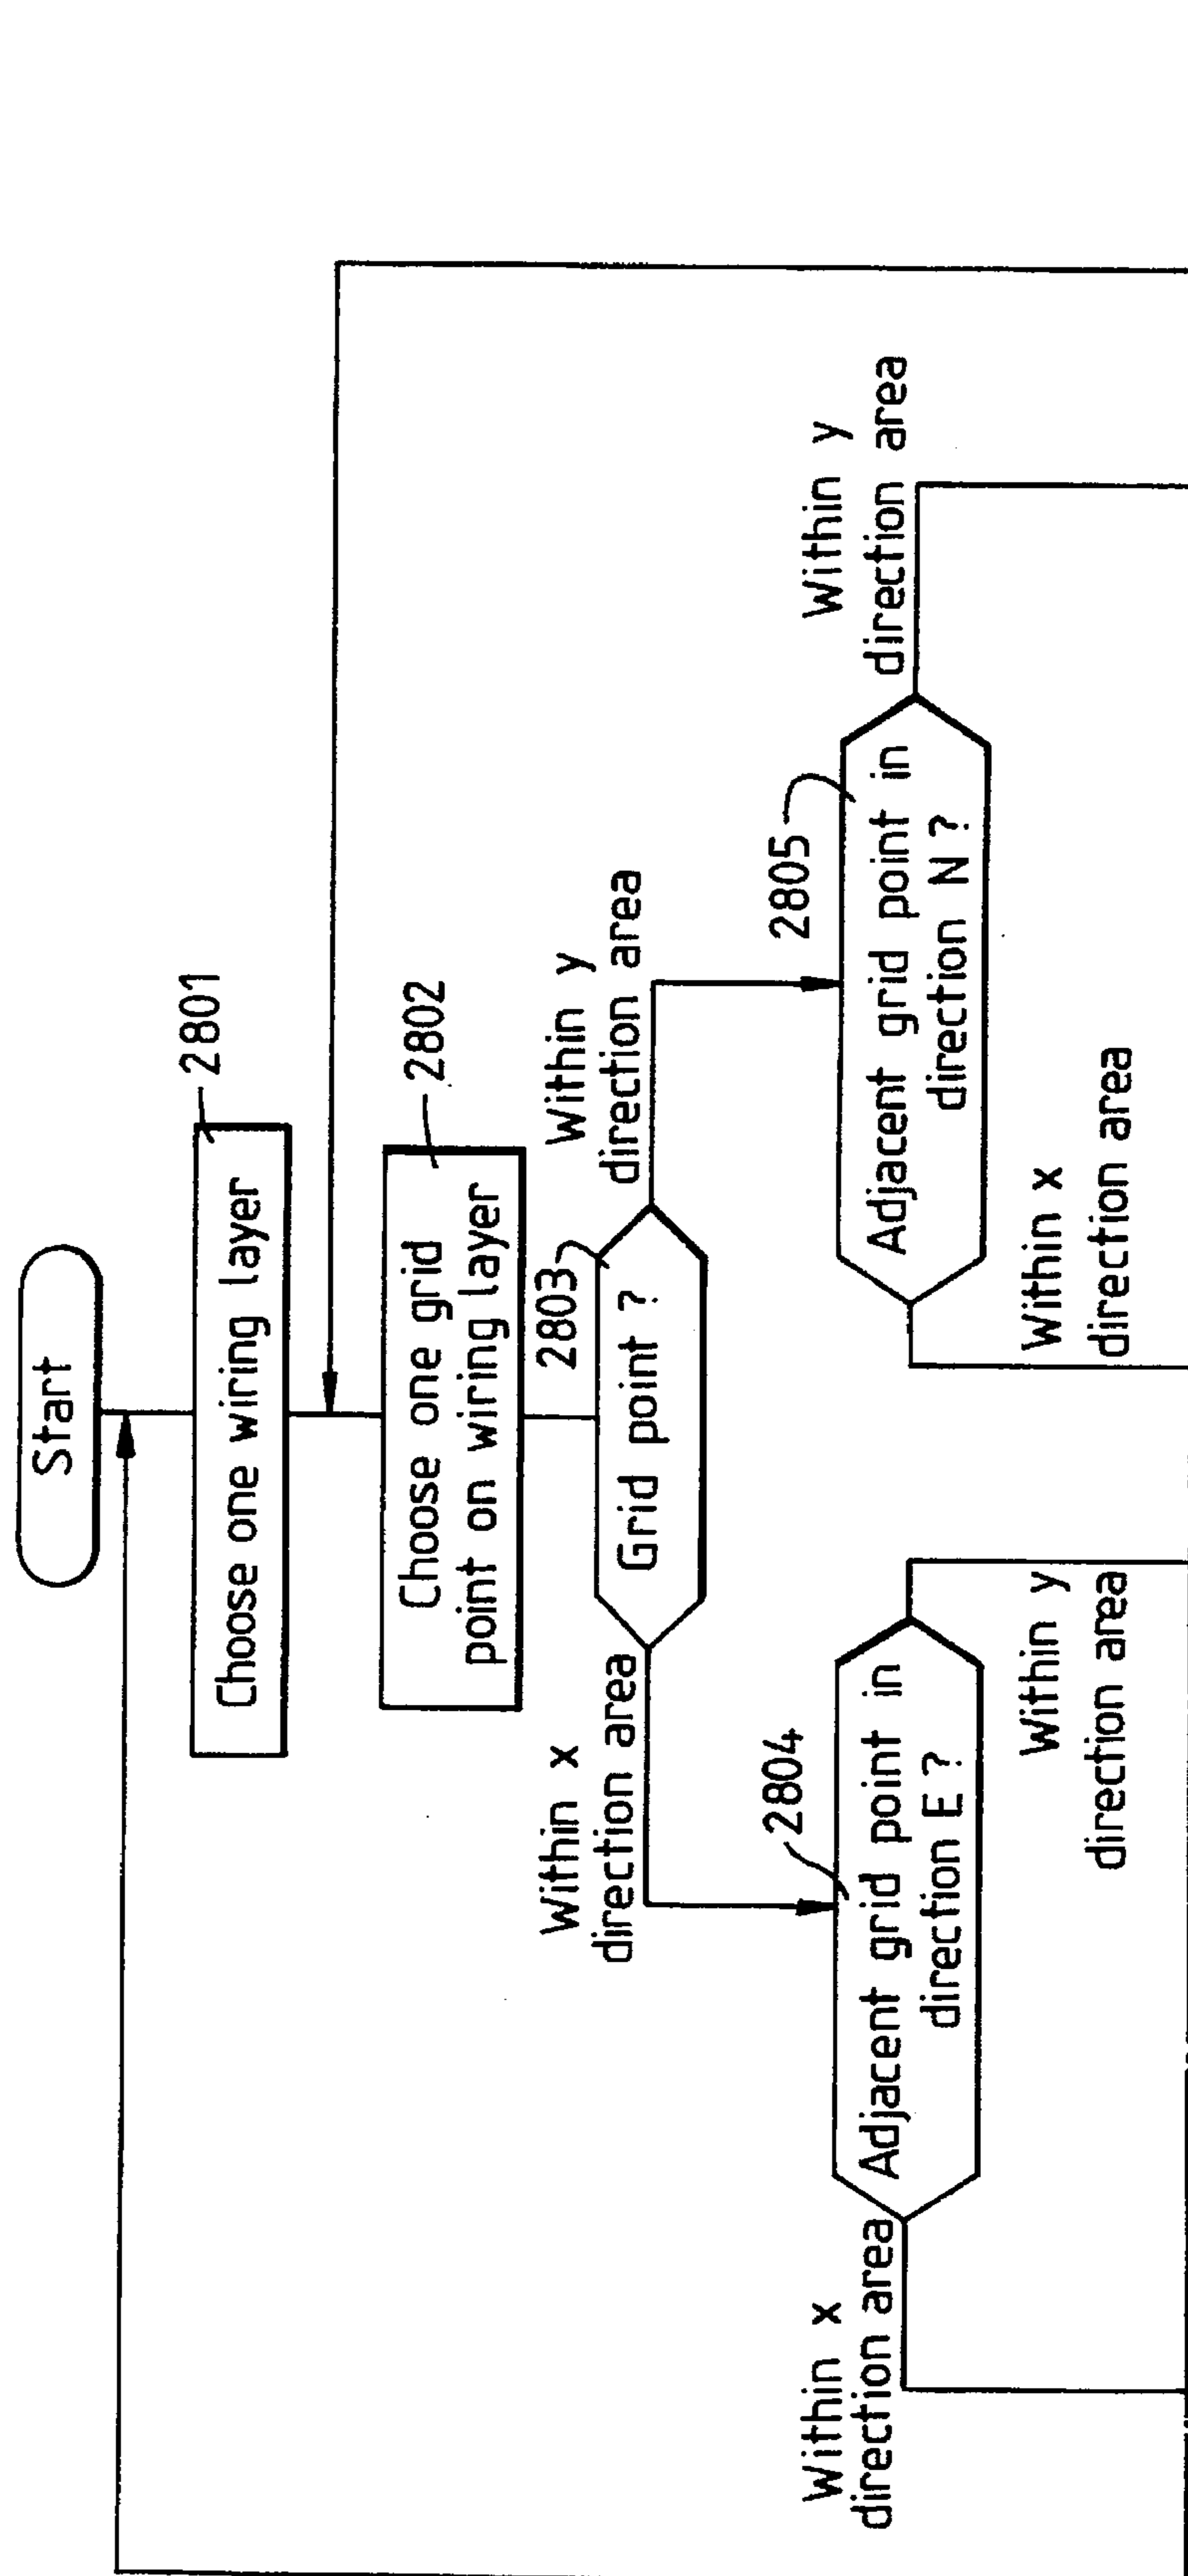 Start
2801
Choose one wiring layer
2802
Choose one grid
point on wiring layer
2803
Grid point ?
Within x
direction area
Within y
direction area
2804
Adjacent grid point in
direction E ?
2805
Adjacent grid point in
direction N ?
Within x
direction area
Within y
direction area
Within x
direction area
Within y
direction area